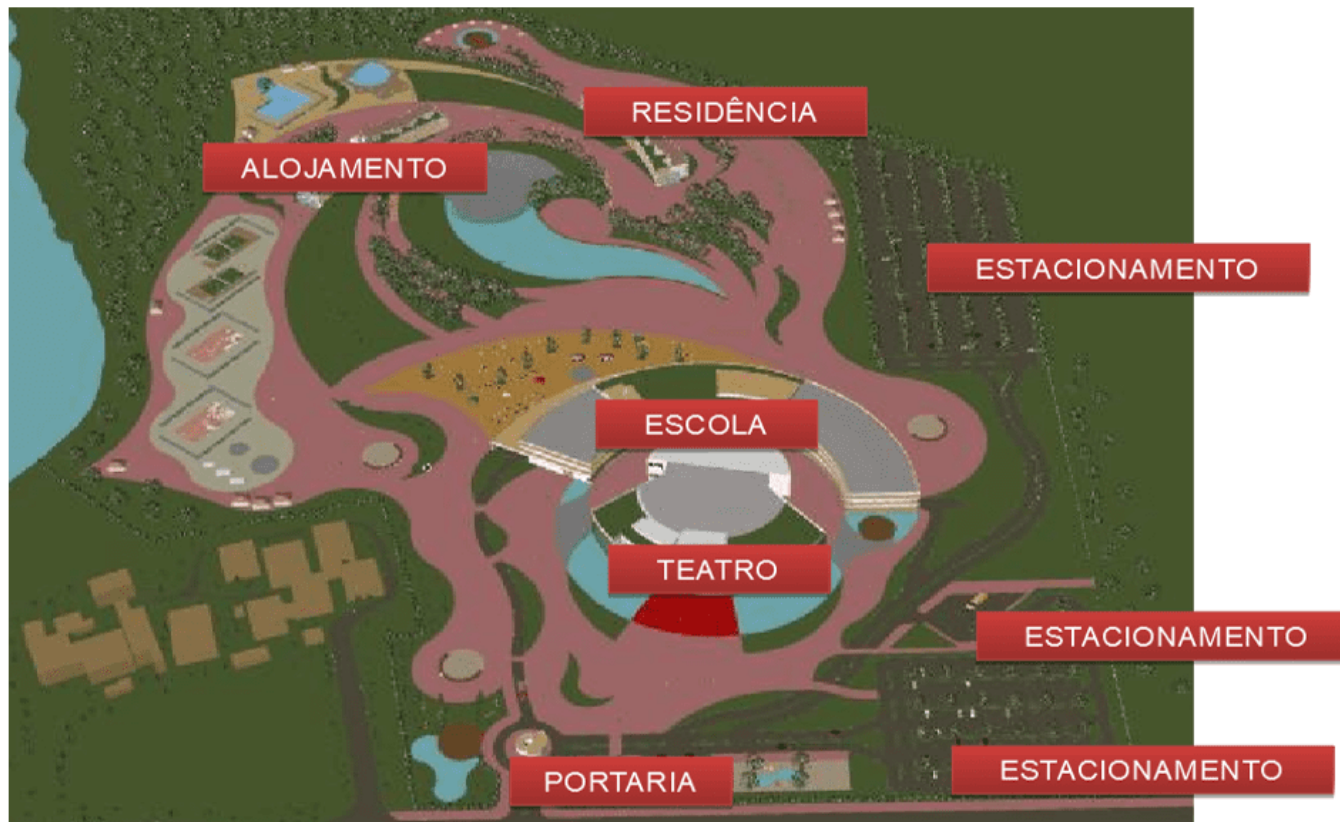 RESIDÊNCIA
ALOJAMENTO
ESTACIONAMENTO
ESCOLA
TEATRO
ESTACIONAMENTO
ESTACIONAMENTO
PORTARIA